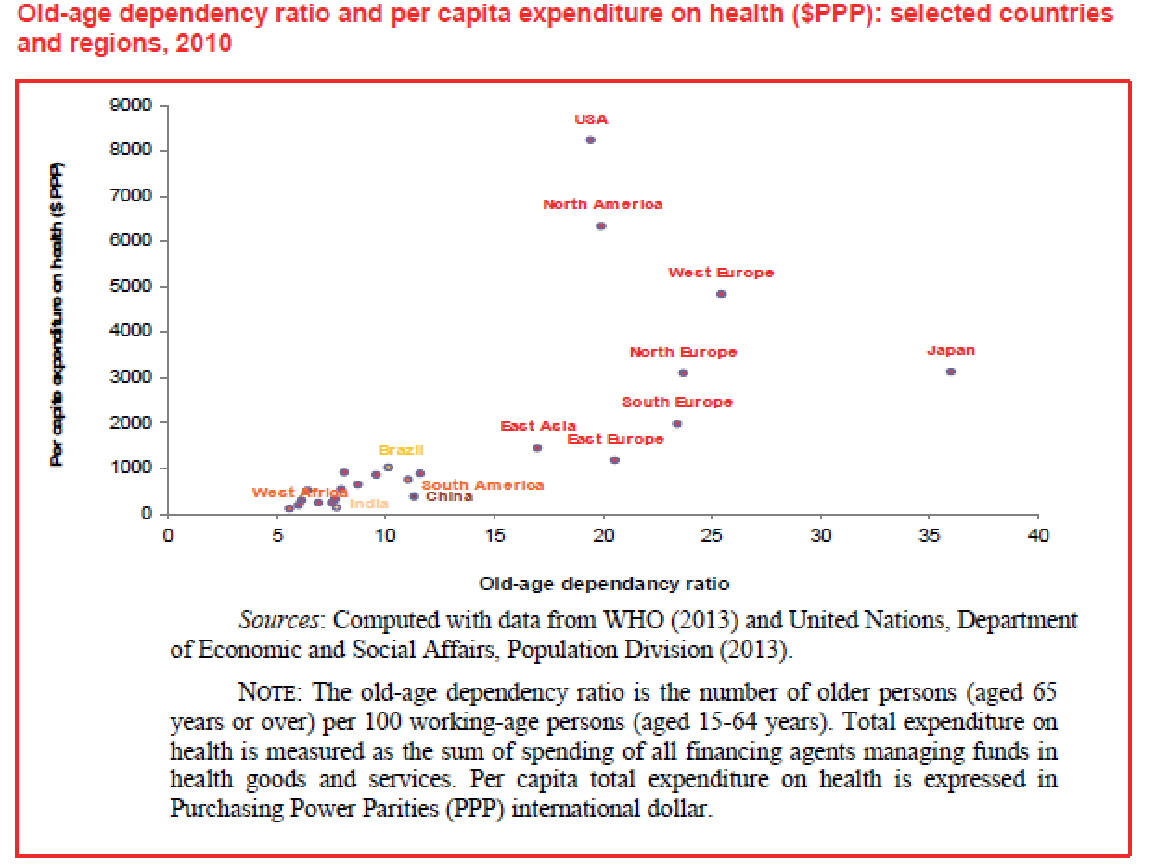 Old-age dependency ratio and per capita expenditure on health ($PPP): selected countries
and regions, 2010
Per capita expenditure on health ($ PPP)
9000
8000
7000
6000
5000
4000
3000
2000
1000
0
USA
North America
West Europe
North Europe
Japan
South Europe
East Asia
East Europe
Brazil
South America
West Africa
China
India
0 5 10 15 20 25 30 35 40
Old-age dependancy ratio
Sources: Computed with data from WHO (2013) and United Nations, Department
of Economic and Social Affairs, Population Division (2013).
NOTE: The old-age dependency ratio is the number of older persons (aged 65
years or over) per 100 working-age persons (aged 15-64 years). Total expenditure on
health is measured as the sum of spending of all financing agents managing funds in
health goods and services. Per capita total expenditure on health is expressed in
Purchasing Power Parities (PPP) international dollar.